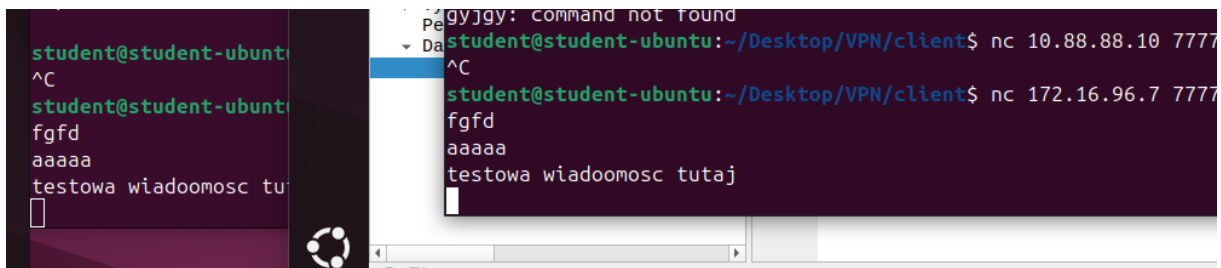 student@student-ubunt
^C
student@student-ubunt
fgfd
aaaaa
testowa wiadoomosc tu
Pe
Da
gyjgy: command not found
student@student-ubuntu:~/Desktop/VPN/client$ nc 10.88.88.10 7777
^C
student@student-ubuntu:~/Desktop/VPN/client$ nc 172.16.96.7 7777
fgfd
aaaaa
testowa wiadoomosc tutaj